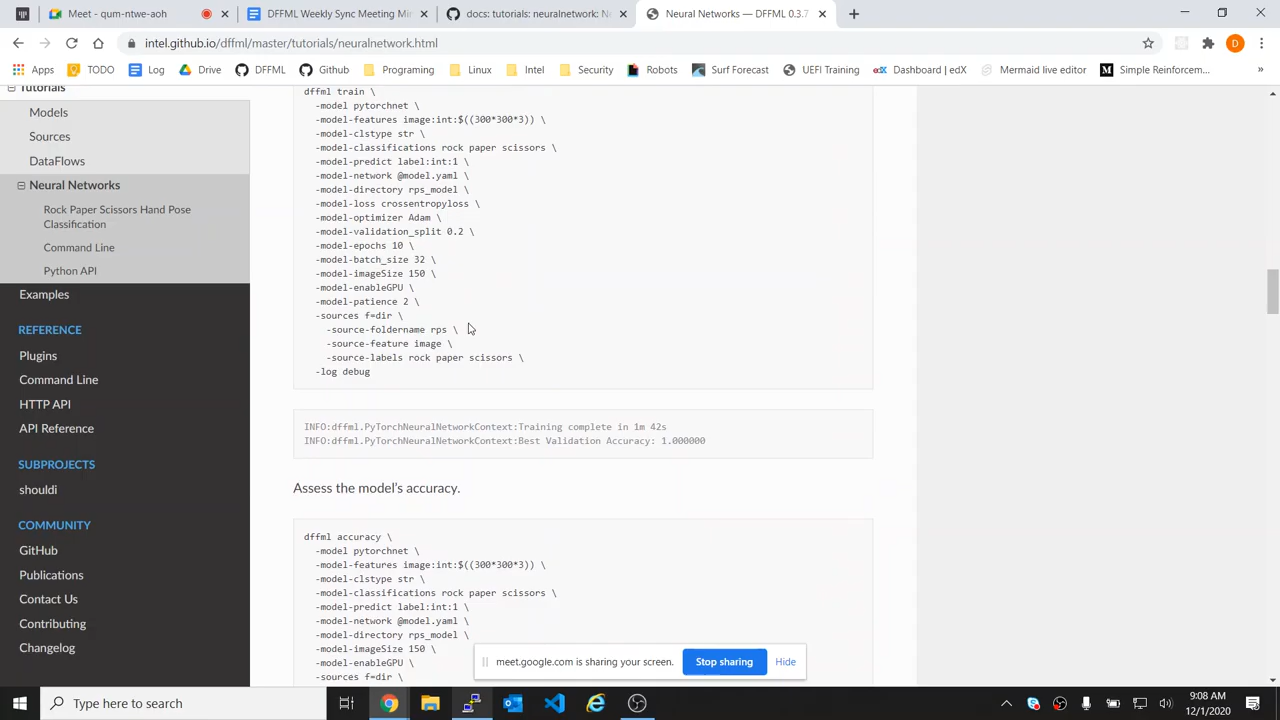 Meet - qum-ntwe-aoh
DFFML Weekly Sync Meeting Mi
docs: tutorials: neuralnetwork: N
Neural Networks — DFFML 0.3.7
intel.github.io/dffml/master/tutorials/neuralnetwork.html
D
Apps
TODO
Log
Drive
DFFML
Github
Programing
Linux
Intel
Security
Robots
Surf Forecast
UEFI Training
Dashboard | edX
Mermaid live editor
Simple Reinforcem...
Tutorials
Models
Sources
DataFlows
Neural Networks
Rock Paper Scissors Hand Pose
Classification
Command Line
Python API
Examples
REFERENCE
Plugins
Command Line
HTTP API
API Reference
SUBPROJECTS
shouldi
COMMUNITY
GitHub
Publications
Contact Us
Contributing
Changelog
dffml train \
-model pytorchnet \
-model-features image:int:$((300*300*3)) \
-model-clstype str \
-model-classifications rock paper scissors \
-model-predict label:int:1 \
-model-network @model.yaml \
-model-directory rps_model \
-model-loss crossentropyloss \
-model-optimizer Adam \
-model-validation_split 0.2 \
-model-epochs 10 \
-model-batch_size 32 \
-model-imageSize 150 \
-model-enableGPU \
-model-patience 2 \
-sources f=dir \
-source-foldername rps \
-source-feature image \
-source-labels rock paper scissors \
-log debug
INFO:dffml.PyTorchNeuralNetworkContext:Training complete in 1m 42s
INFO:dffml.PyTorchNeuralNetworkContext:Best Validation Accuracy: 1.000000
Assess the model's accuracy.
dffml accuracy \
-model pytorchnet \
-model-features image:int:$((300*300*3)) \
-model-clstype str \
-model-classifications rock paper scissors \
-model-predict label:int:1 \
-model-network @model.yaml \
-model-directory rps_model \
-model-imageSize 150 \
-model-enableGPU \
-sources f=dir \
meet.google.com is sharing your screen.
Stop sharing
Hide
Type here to search
9:08 AM
12/1/2020